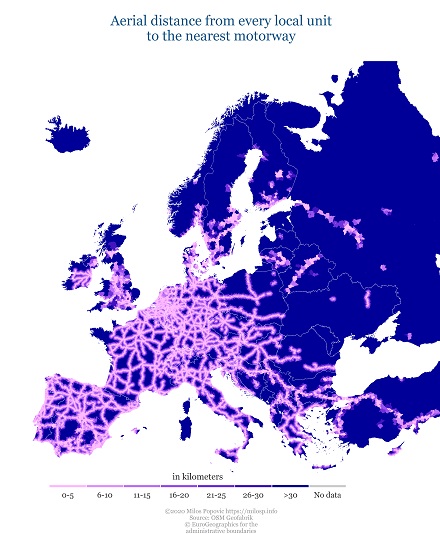 Aerial distance from every local unit
to the nearest motorway
in kilometers
0-5 6-10 11-15 16-20 21-25 26-30 >30 No data
©2020 Milos Popovic https://milosp.info
Source: OSM Geofabrik
© EuroGeographics for the
administrative boundaries